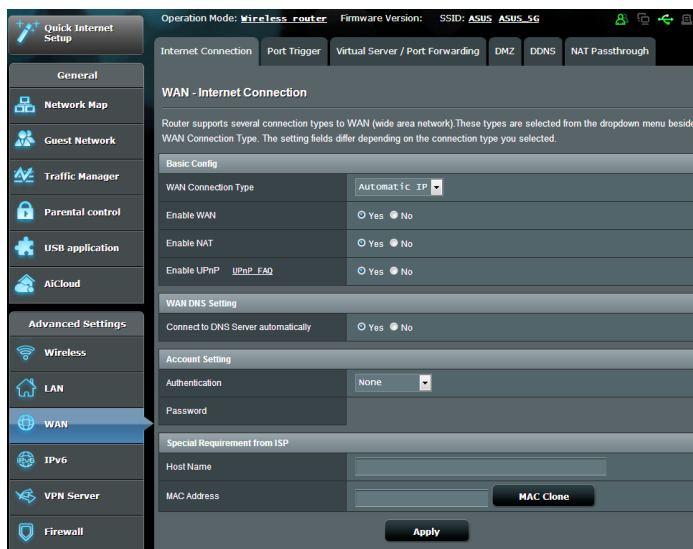 Quick Internet
Setup
Operation Mode: Wireless router Firmware Version: SSID: ASUS ASUS_5G
Internet Connection Port Trigger Virtual Server / Port Forwarding DMZ DDNS NAT Passthrough
General
Network Map
Guest Network
Traffic Manager
Parental control
USB application
AiCloud
Advanced Settings
Wireless
LAN
WAN
IPv6
VPN Server
Firewall
WAN - Internet Connection
Router supports several connection types to WAN (wide area network).These types are selected from the dropdown menu beside
WAN Connection Type. The setting fields differ depending on the connection type you selected.
Basic Config
WAN Connection Type Automatic IP
Enable WAN Yes No
Enable NAT Yes No
Enable UPnP UPnP FAQ Yes No
WAN DNS Setting
Connect to DNS Server automatically Yes No
Account Setting
Authentication None
Password
Special Requirement from ISP
Host Name
MAC Address MAC Clone
Apply